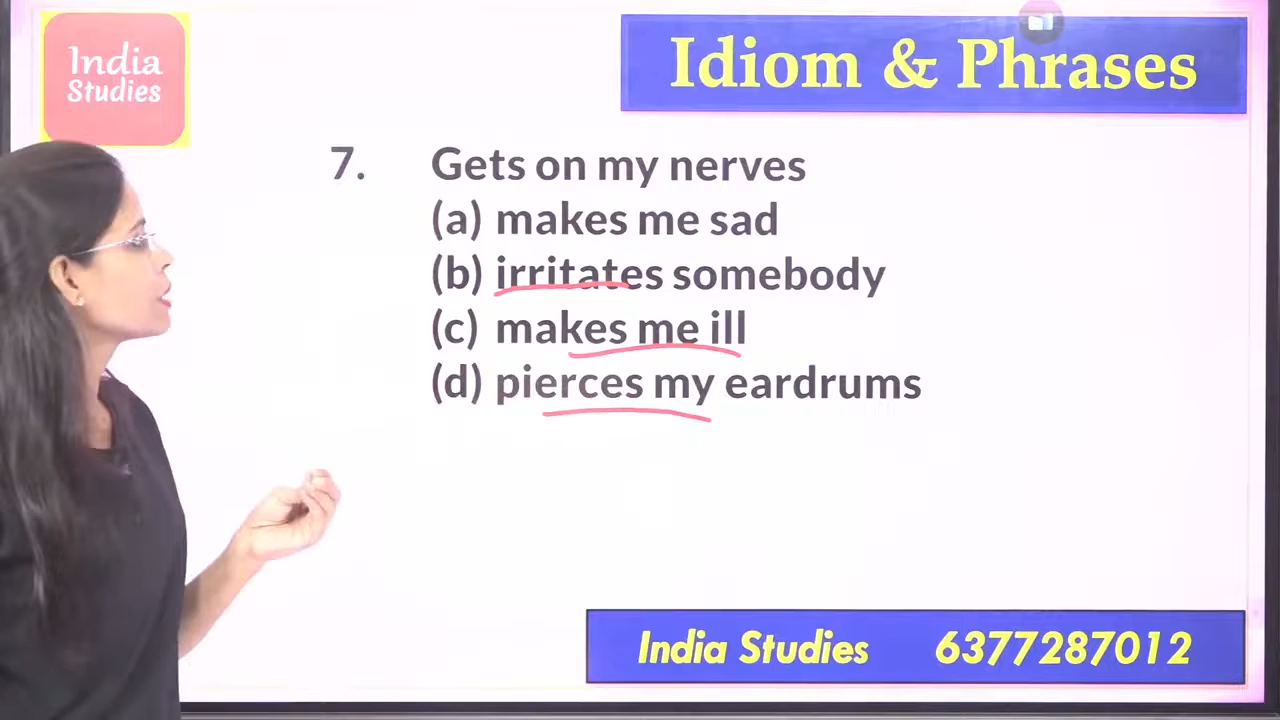 India
Studies
Idiom & Phrases
7. Gets on my nerves
(a) makes me sad
(b) irritates somebody
(c) makes me ill
(d) pierces my eardrums
India Studies 6377287012